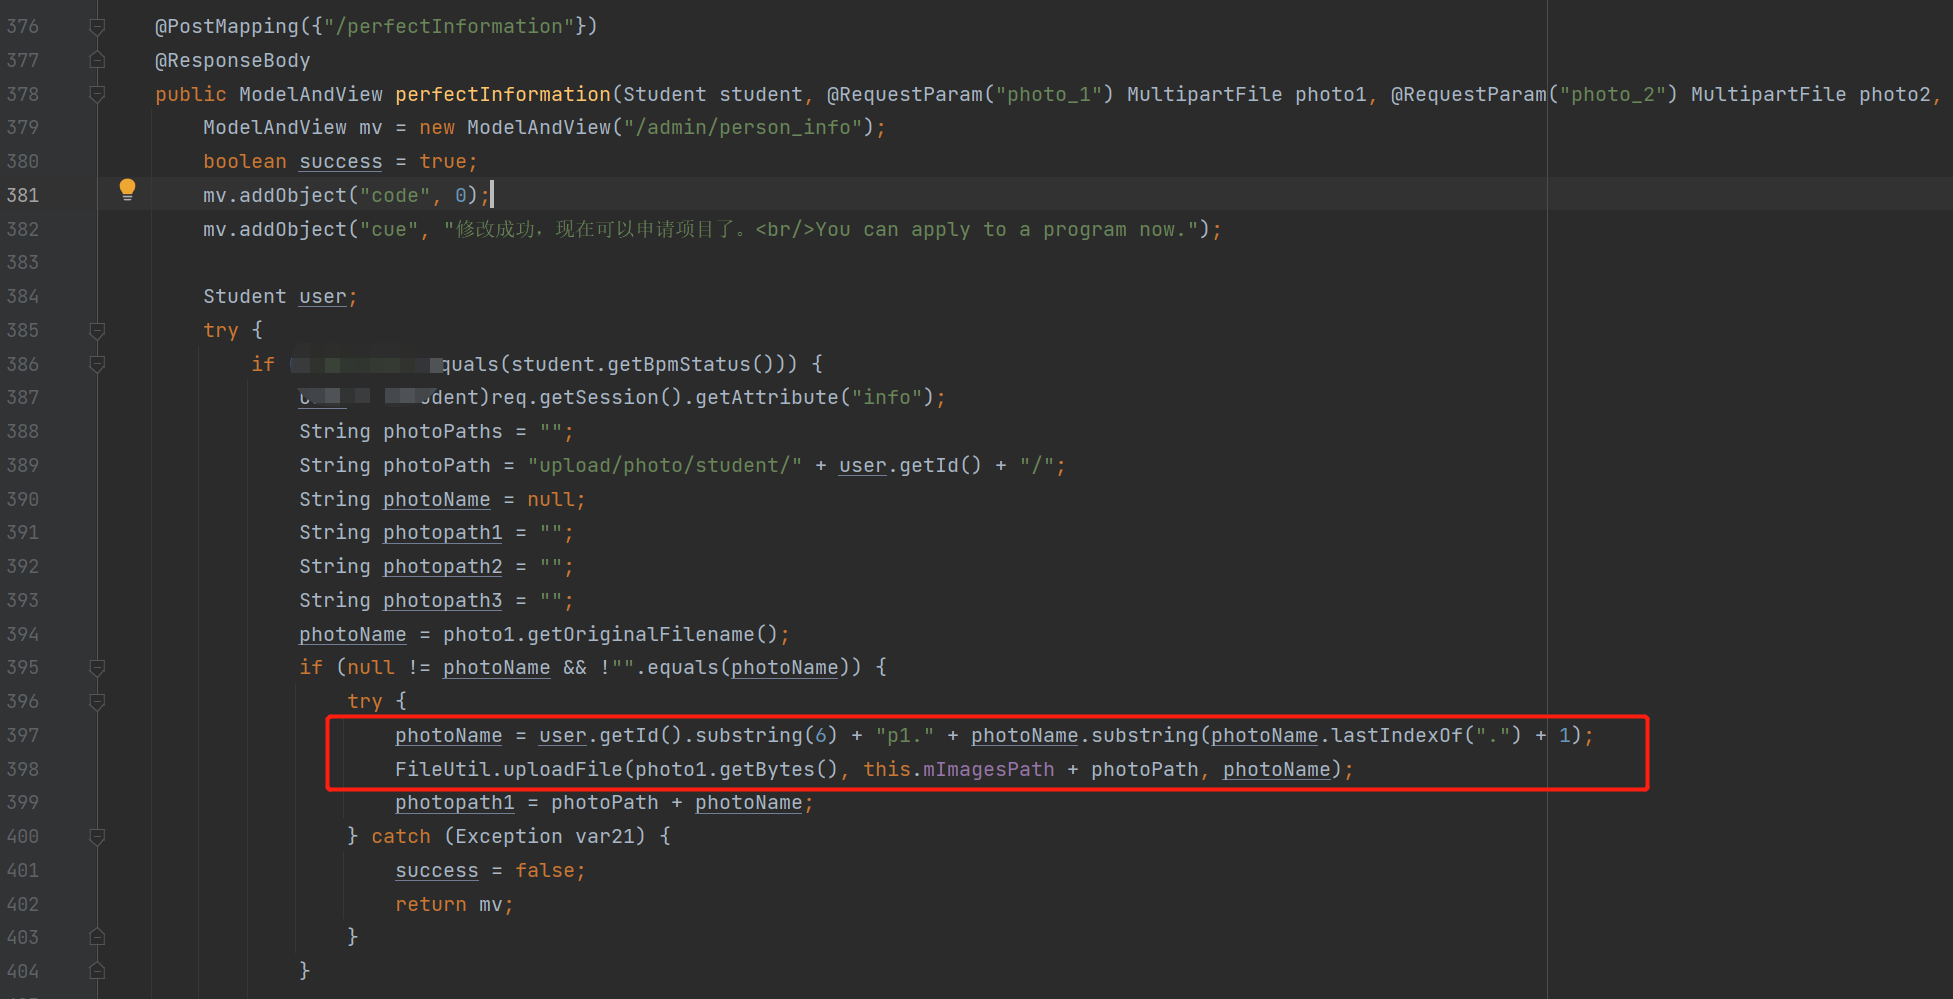 376 @PostMapping({"/perfectInformation"})
377 @ResponseBody
378 public ModelAndView perfectInformation(Student student, @RequestParam("photo_1") MultipartFile photo1, @RequestParam("photo_2") MultipartFile photo2,
379 ModelAndView mv = new ModelAndView("/admin/person_info");
380 boolean success = true;
381 mv.addObject("code", 0);
382 mv.addObject("cue", "修改成功，现在可以申请项目了。<br/>You can apply to a program now.");
383
384 Student user;
385 try {
386 if quals(student.getBpmStatus())) {
387 dent)req.getSession().getAttribute("info");
388 String photoPaths = "";
389 String photoPath = "upload/photo/student/" + user.getId() + "/";
390 String photoName = null;
391 String photopath1 = "";
392 String photopath2 = "";
393 String photopath3 = "";
394 photoName = photo1.getOriginalFilename();
395 if (null != photoName && !"".equals(photoName)) {
396 try {
397 photoName = user.getId().substring(6) + "p1." + photoName.substring(photoName.lastIndexOf(".") + 1);
398 FileUtil.uploadFile(photo1.getBytes(), this.mImagesPath + photoPath, photoName);
399 photopath1 = photoPath + photoName;
400 } catch (Exception var21) {
401 success = false;
402 return mv;
403 }
404 }